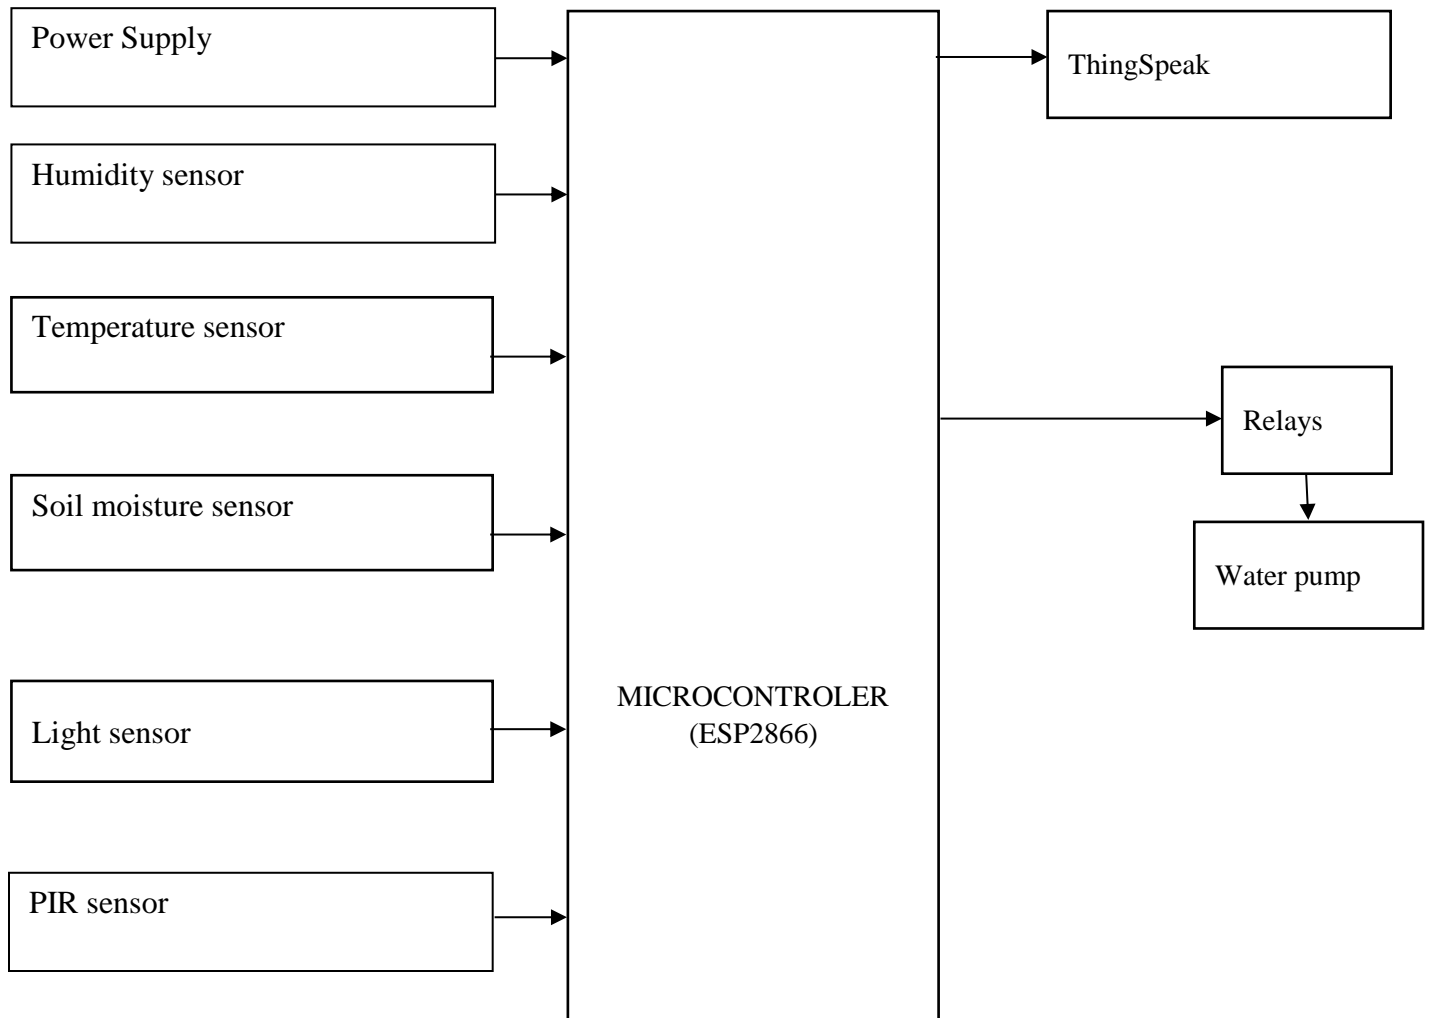 Power Supply
ThingSpeak
Humidity sensor
Temperature sensor
Relays
Soil moisture sensor
Water pump
MICROCONTROLER
(ESP2866)
Light sensor
PIR sensor